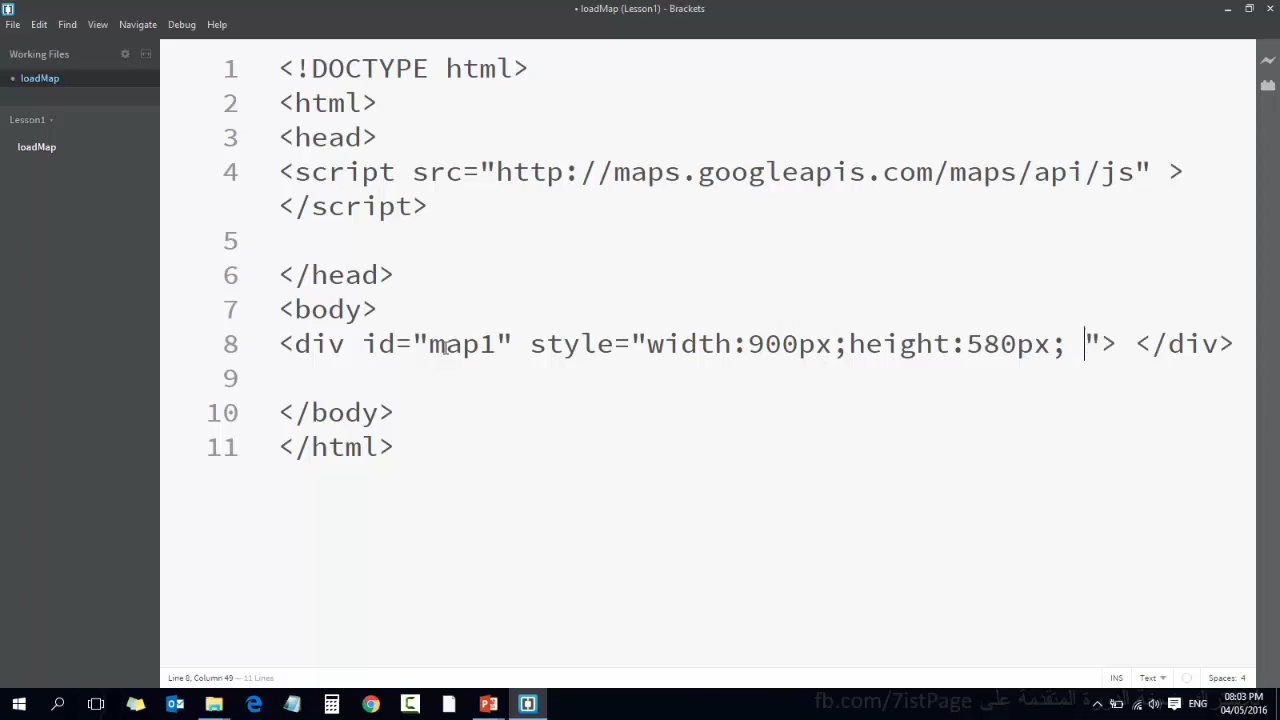 • loadMap (Lesson1) - Brackets
File Edit Find View Navigate Debug Help
Working Files
• loadMap
Lesson1
loadMap
1 <!DOCTYPE html>
2 <html>
3 <head>
4 <script src="http://maps.googleapis.com/maps/api/js" >
</script>
5
6 </head>
7 <body>
8 <div id="map1" style="width:900px;height:580px; "> </div>
9
10 </body>
11 </html>
Line 8, Column 49 — 11 Lines
INS Text Spaces: 4
fb.com/7istPage المتقدمة على
ENG 08:03 PM
04/05/2016